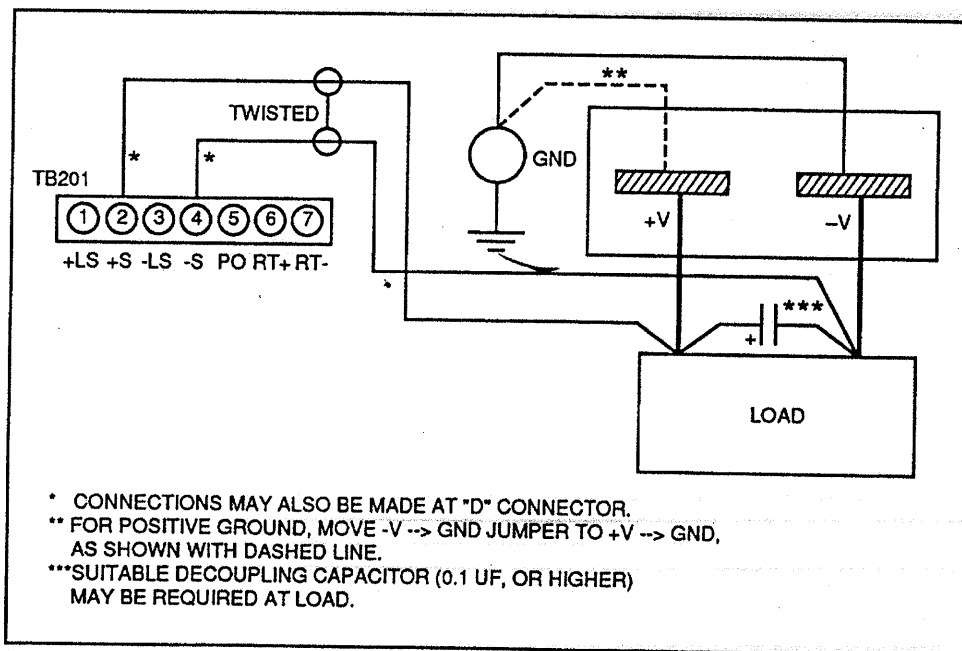 **
TWISTED
* *
GND
TB201
1 2 3 4 5 6 7
+V -V
+LS +S -LS -S PO RT+ RT-
***
+
LOAD
* CONNECTIONS MAY ALSO BE MADE AT "D" CONNECTOR.
** FOR POSITIVE GROUND, MOVE -V --> GND JUMPER TO +V --> GND,
AS SHOWN WITH DASHED LINE.
***SUITABLE DECOUPLING CAPACITOR (0.1 UF, OR HIGHER)
MAY BE REQUIRED AT LOAD.